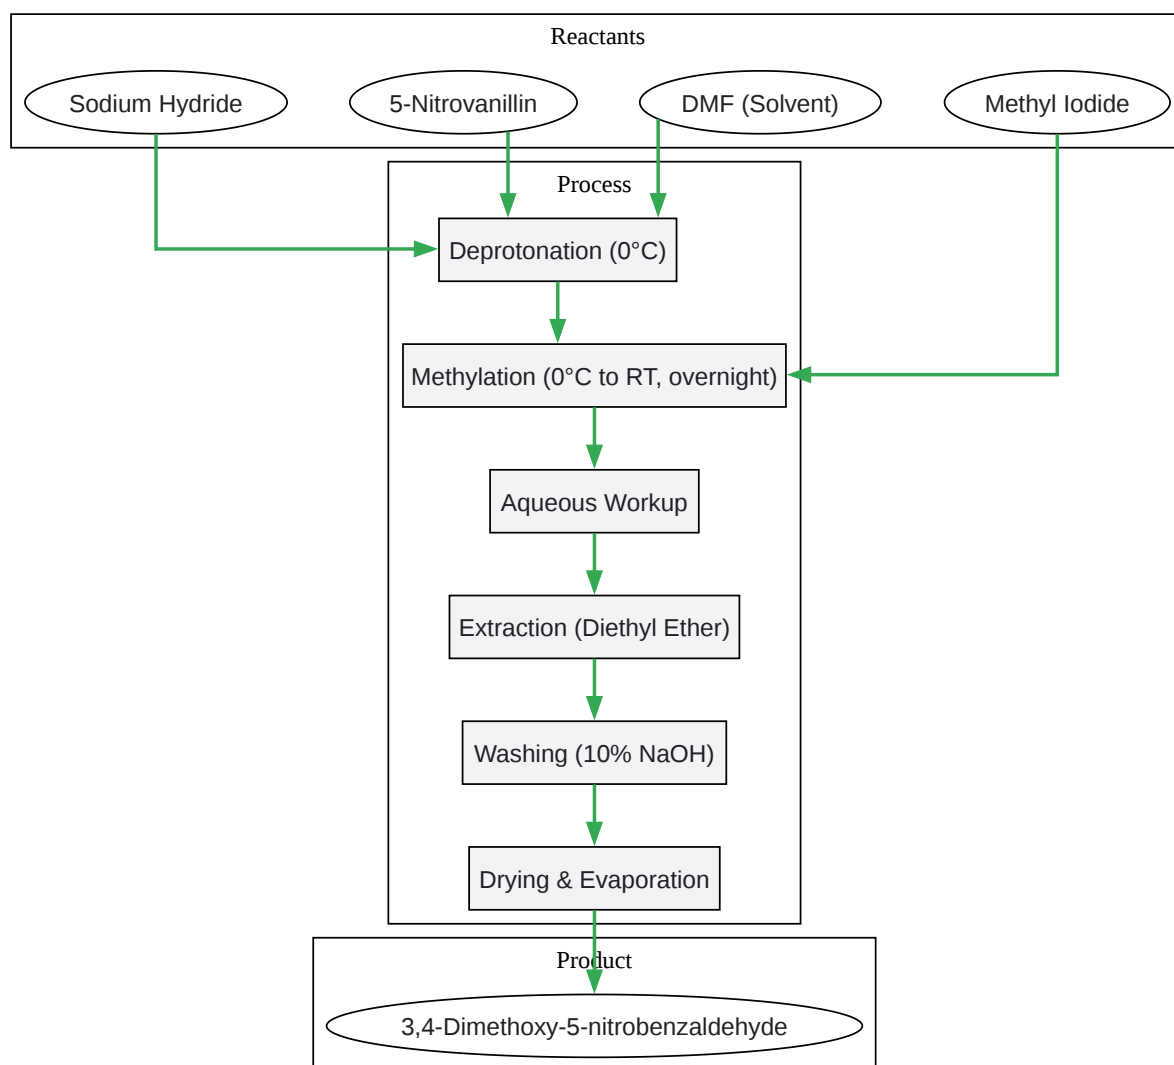 Reactants
Sodium Hydride
5-Nitrovanillin
DMF (Solvent)
Methyl Iodide
Process
Deprotonation (0°C)
Methylation (0°C to RT, overnight)
Aqueous Workup
Extraction (Diethyl Ether)
Washing (10% NaOH)
Drying & Evaporation
Product
3,4-Dimethoxy-5-nitrobenzaldehyde